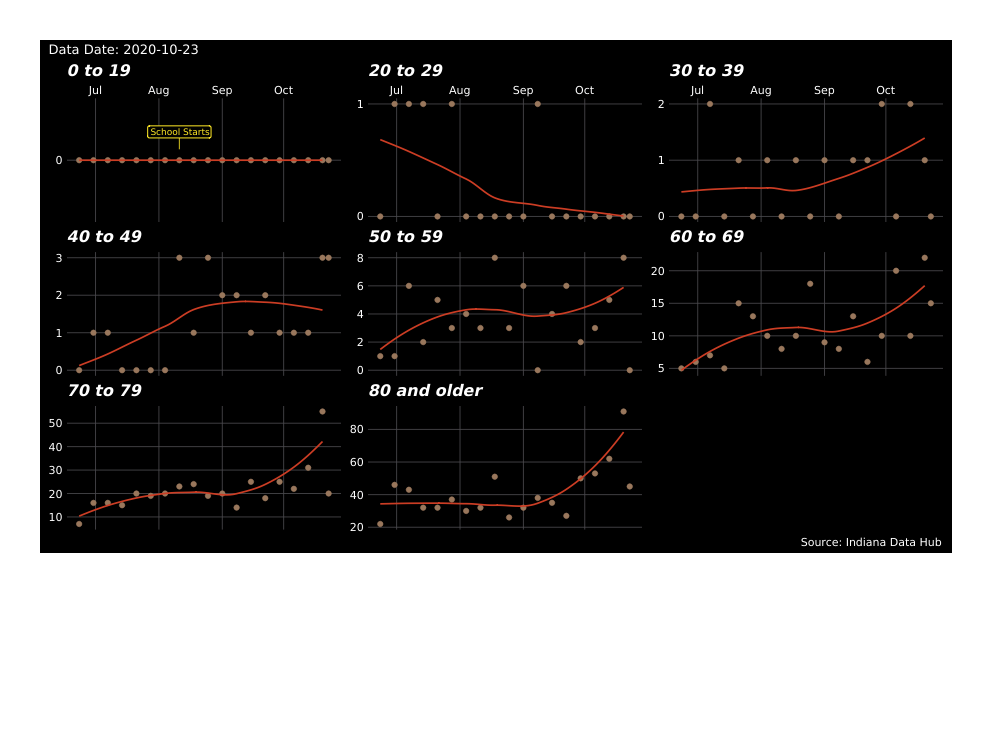 Data Date: 2020-10-23
0 to 19
20 to 29
30 to 39
Jul Aug Sep Oct
Jul Aug Sep Oct
Jul Aug Sep Oct
School Starts
0
1
0
2
1
0
40 to 49
50 to 59
60 to 69
3
2
1
0
8
6
4
2
0
20
15
10
5
70 to 79
80 and older
50
40
30
20
10
80
60
40
20
Source: Indiana Data Hub